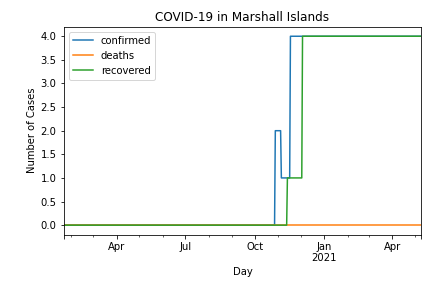 COVID-19 in Marshall Islands
confirmed
deaths
recovered
Number of Cases
4.0
3.5
3.0
2.5
2.0
1.5
1.0
0.5
0.0
Apr
Jul
Oct
Jan
2021
Apr
Day